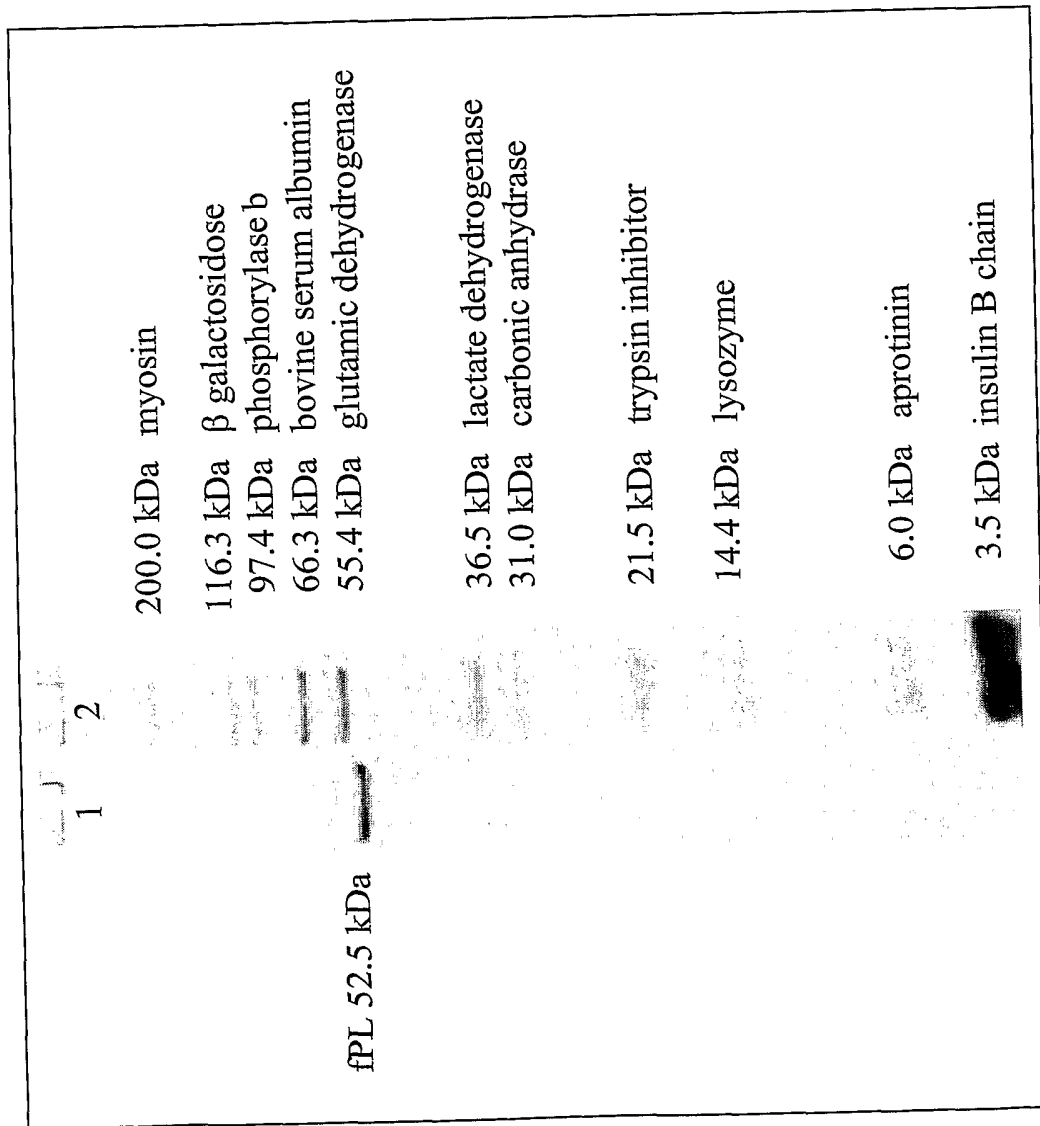 1 2
200.0 kDa myosin
116.3 kDa β galactosidose
97.4 kDa phosphorylase b
66.3 kDa bovine serum albumin
55.4 kDa glutamic dehydrogenase
fPL 52.5 kDa
36.5 kDa lactate dehydrogenase
31.0 kDa carbonic anhydrase
21.5 kDa trypsin inhibitor
14.4 kDa lysozyme
6.0 kDa aprotinin
3.5 kDa insulin B chain